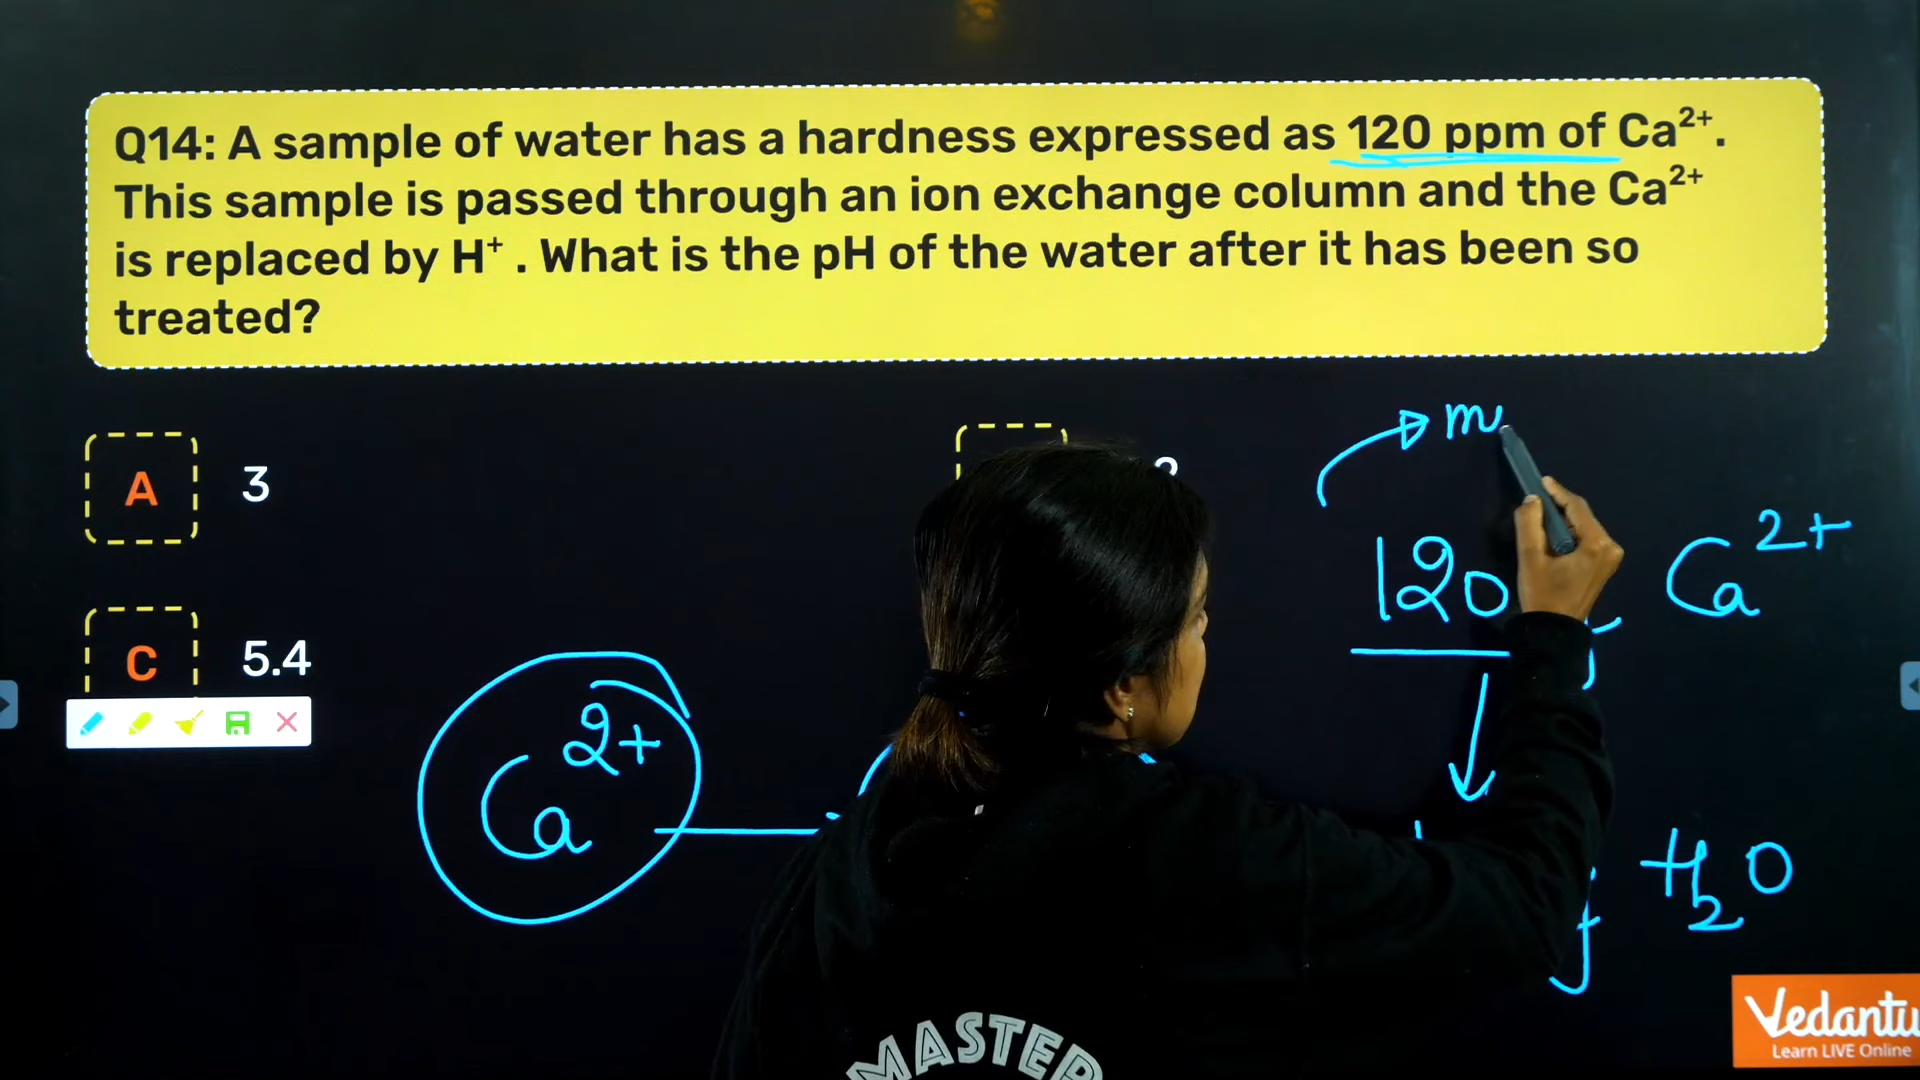 Q14: A sample of water has a hardness expressed as 120 ppm of Ca²⁺.
This sample is passed through an ion exchange column and the Ca²⁺
is replaced by H⁺ . What is the pH of the water after it has been so
treated?
A 3
C 5.4
120 Ca²⁺
Ca²⁺
H₂O
MASTER
Vedantu
Learn LIVE Online